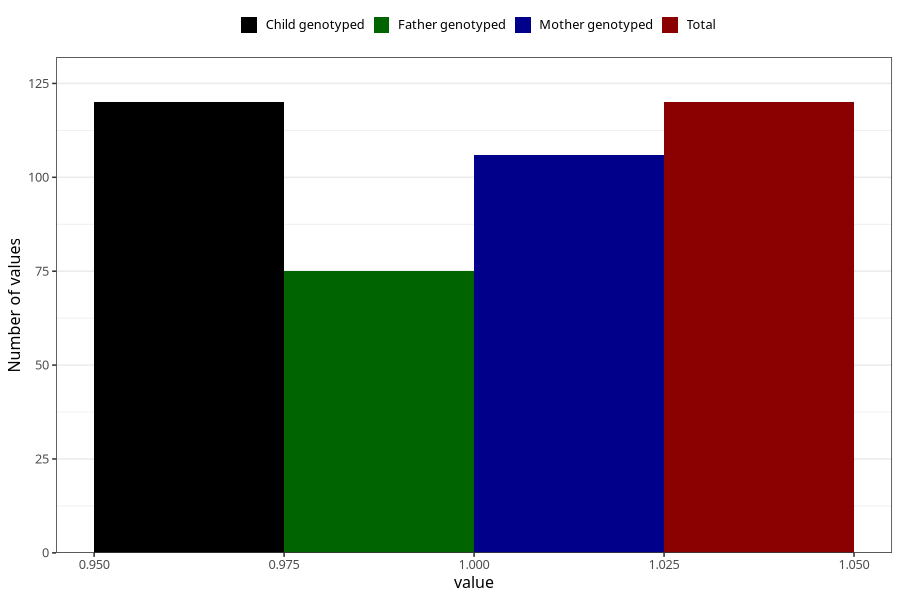 Child genotyped Father genotyped Mother genotyped Total
125
100
75
50
25
0
Number of values
0.950 0.975 1.000 1.025 1.050
value